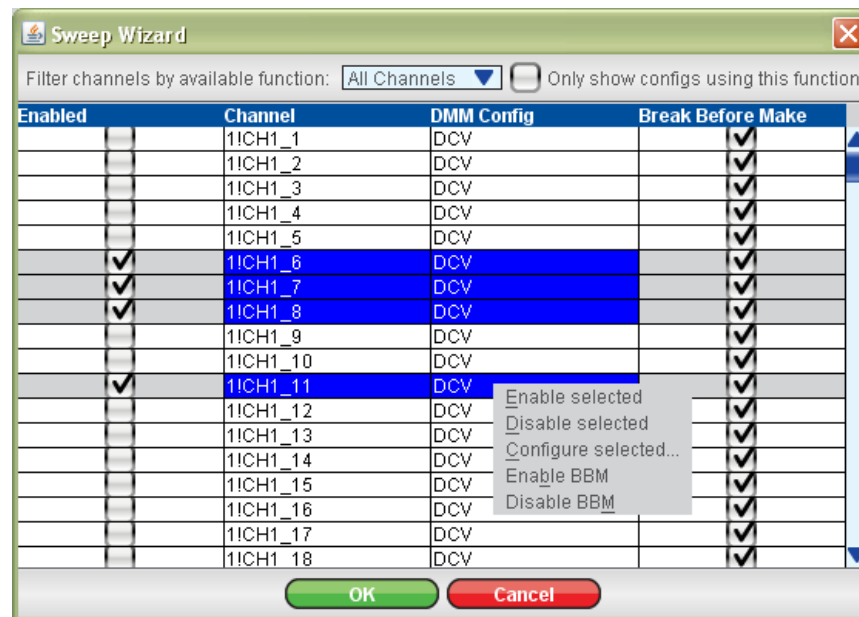 Sweep Wizard
Filter channels by available function: All Channels Only show configs using this function
Enabled Channel DMM Config Break Before Make
1!CH1_1 DCV
1!CH1_2 DCV
1!CH1_3 DCV
1!CH1_4 DCV
1!CH1_5 DCV
1!CH1_6 DCV
1!CH1_7 DCV
1!CH1_8 DCV
1!CH1_9 DCV
1!CH1_10 DCV
1!CH1_11 DCV
1!CH1_12 DCV
1!CH1_13 DCV
1!CH1_14 DCV
1!CH1_15 DCV
1!CH1_16 DCV
1!CH1_17 DCV
1!CH1_18 DCV
Enable selected
Disable selected
Configure selected...
Enable BBM
Disable BBM
OK Cancel